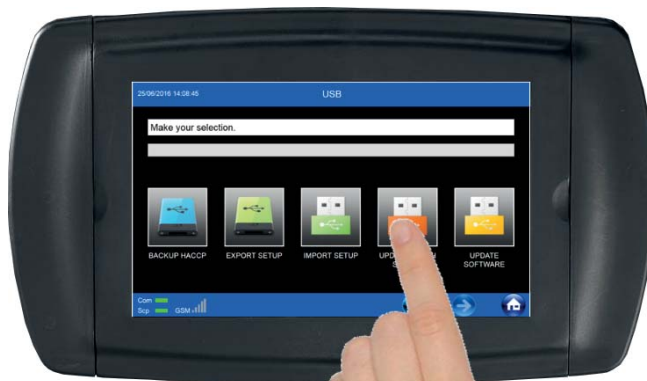 25/06/2016 14:08:45
USB
Make your selection.
BACKUP HACCP
EXPORT SETUP
IMPORT SETUP
UPDATE
SOFTWARE
Com
Scp
GSM